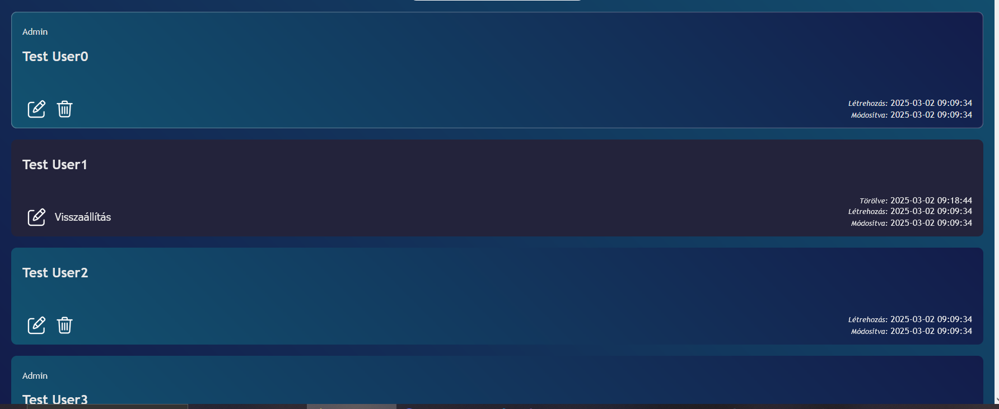 Admin
Test User0
Létrehozás: 2025-03-02 09:09:34
Módosítva: 2025-03-02 09:09:34
Test User1
Visszaállítás
Törölve: 2025-03-02 09:18:44
Létrehozás: 2025-03-02 09:09:34
Módosítva: 2025-03-02 09:09:34
Test User2
Létrehozás: 2025-03-02 09:09:34
Módosítva: 2025-03-02 09:09:34
Admin
Test User3